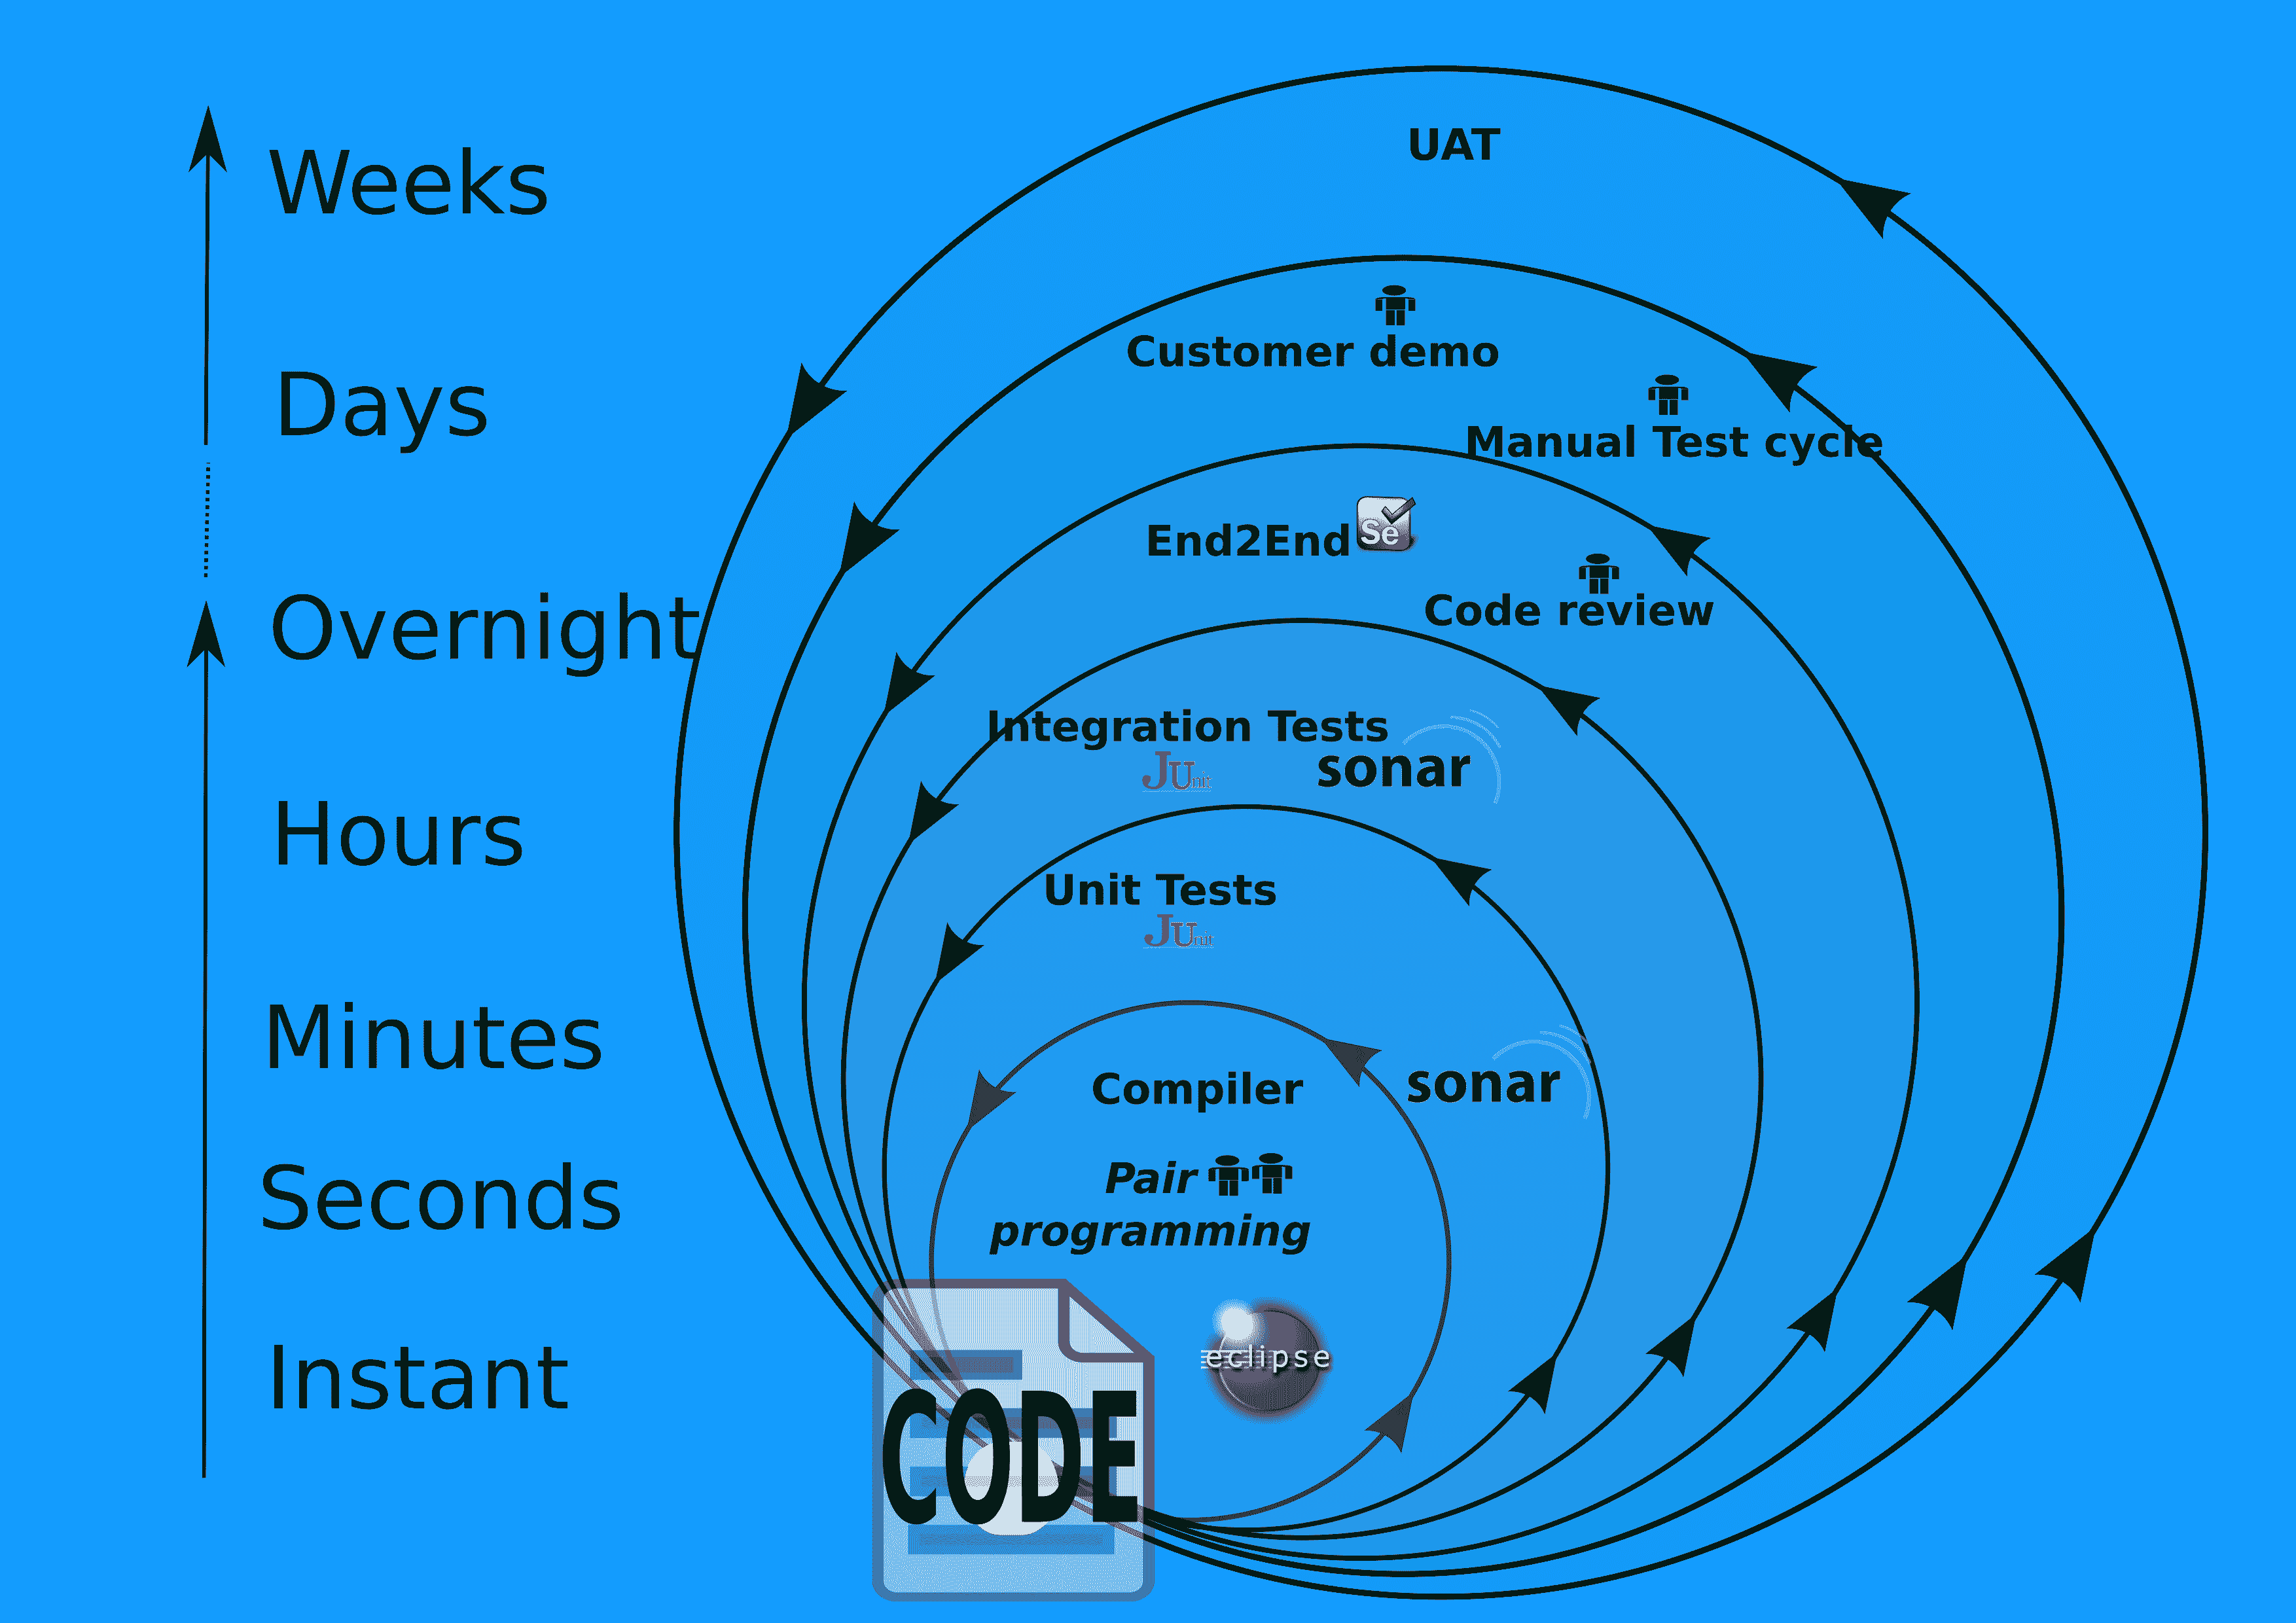 Weeks
Days
Overnight
Hours
Minutes
Seconds
Instant
UAT
Customer demo
Manual Test cycle
End2End Se
Code review
Integration Tests
JUnit
sonar
Unit Tests
JUnit
Compiler
sonar
Pair
programming
eclipse
CODE